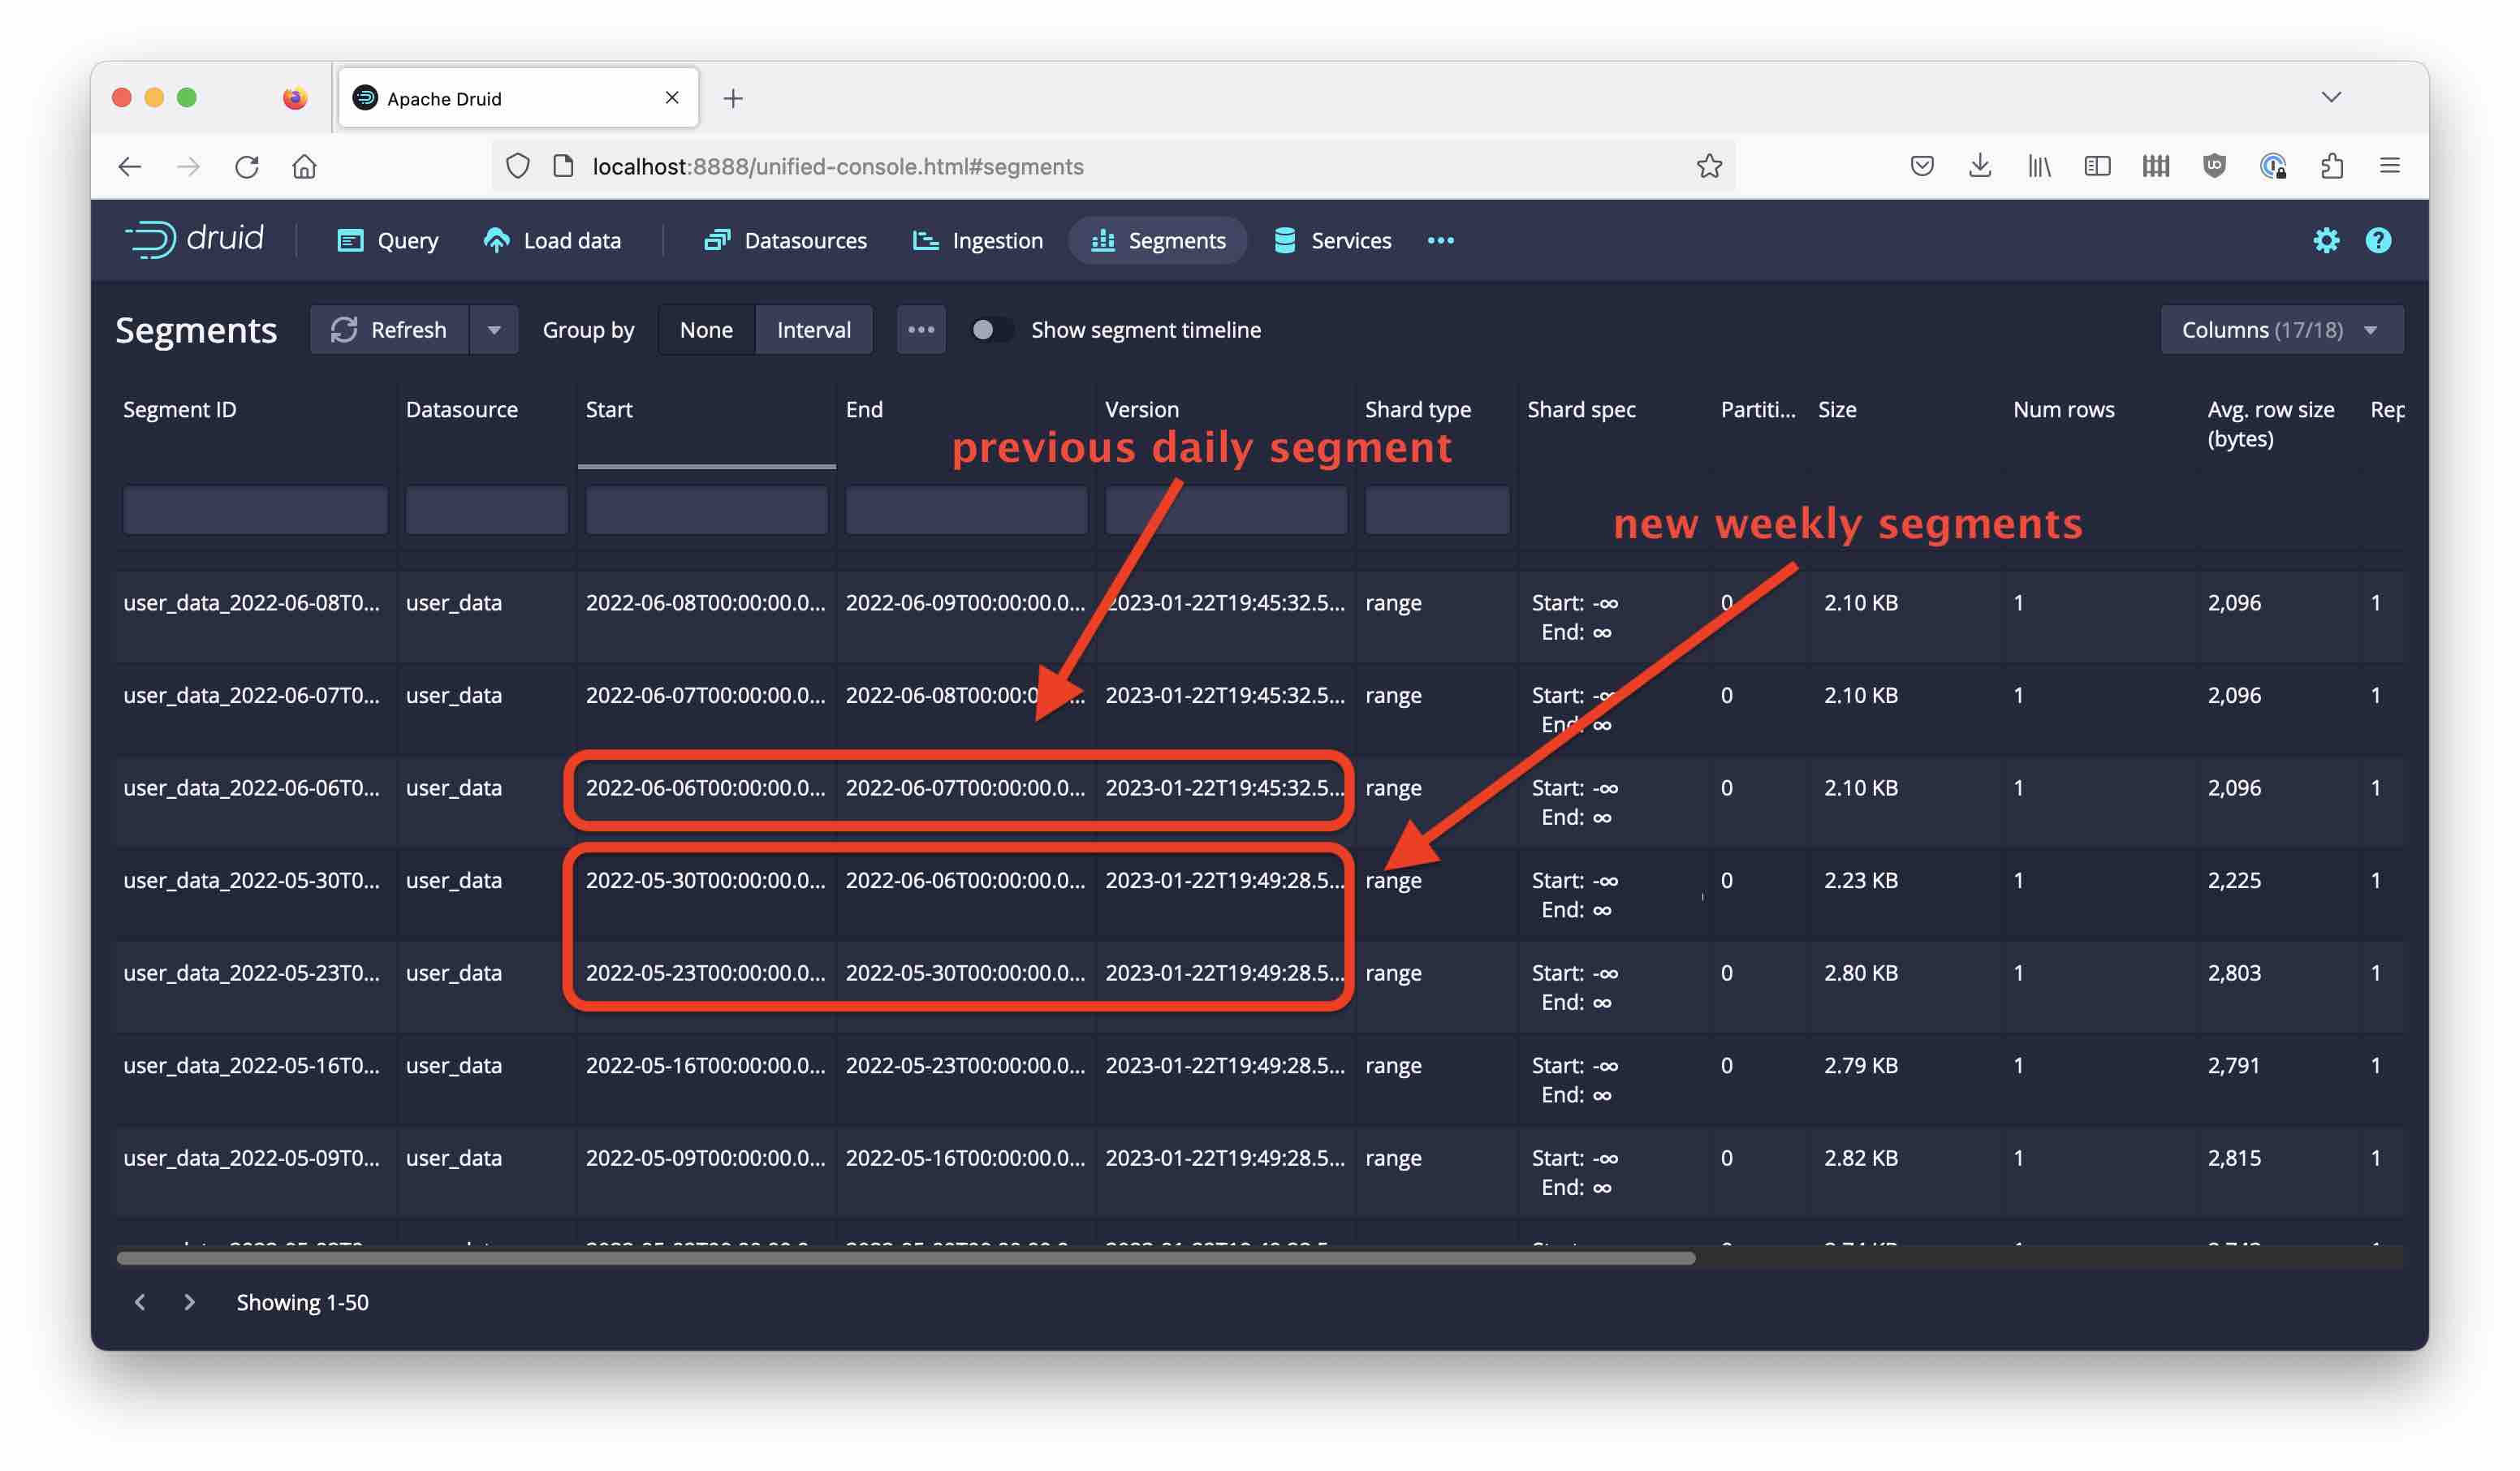 Apache Druid
localhost:8888/unified-console.html#segments
druid Query Load data Datasources Ingestion Segments Services
Segments Refresh Group by None Interval Show segment timeline Columns (17/18)
Segment ID Datasource Start End Version Shard type Shard spec Partiti... Size Num rows Avg. row size (bytes) Rep
previous daily segment
new weekly segments
user_data_2022-06-08T0... user_data 2022-06-08T00:00:00.0... 2022-06-09T00:00:00.0... 2023-01-22T19:45:32.5... range Start: -∞ 0 2.10 KB 1 2,096 1
End: ∞
user_data_2022-06-07T0... user_data 2022-06-07T00:00:00.0... 2022-06-08T00:00:0... 2023-01-22T19:45:32.5... range Start: -∞ 0 2.10 KB 1 2,096 1
End: ∞
user_data_2022-06-06T0... user_data 2022-06-06T00:00:00.0... 2022-06-07T00:00:00.0... 2023-01-22T19:45:32.5... range Start: -∞ 0 2.10 KB 1 2,096 1
End: ∞
user_data_2022-05-30T0... user_data 2022-05-30T00:00:00.0... 2022-06-06T00:00:00.0... 2023-01-22T19:49:28.5... range Start: -∞ 0 2.23 KB 1 2,225 1
End: ∞
user_data_2022-05-23T0... user_data 2022-05-23T00:00:00.0... 2022-05-30T00:00:00.0... 2023-01-22T19:49:28.5... range Start: -∞ 0 2.80 KB 1 2,803 1
End: ∞
user_data_2022-05-16T0... user_data 2022-05-16T00:00:00.0... 2022-05-23T00:00:00.0... 2023-01-22T19:49:28.5... range Start: -∞ 0 2.79 KB 1 2,791 1
End: ∞
user_data_2022-05-09T0... user_data 2022-05-09T00:00:00.0... 2022-05-16T00:00:00.0... 2023-01-22T19:49:28.5... range Start: -∞ 0 2.82 KB 1 2,815 1
End: ∞
Showing 1-50